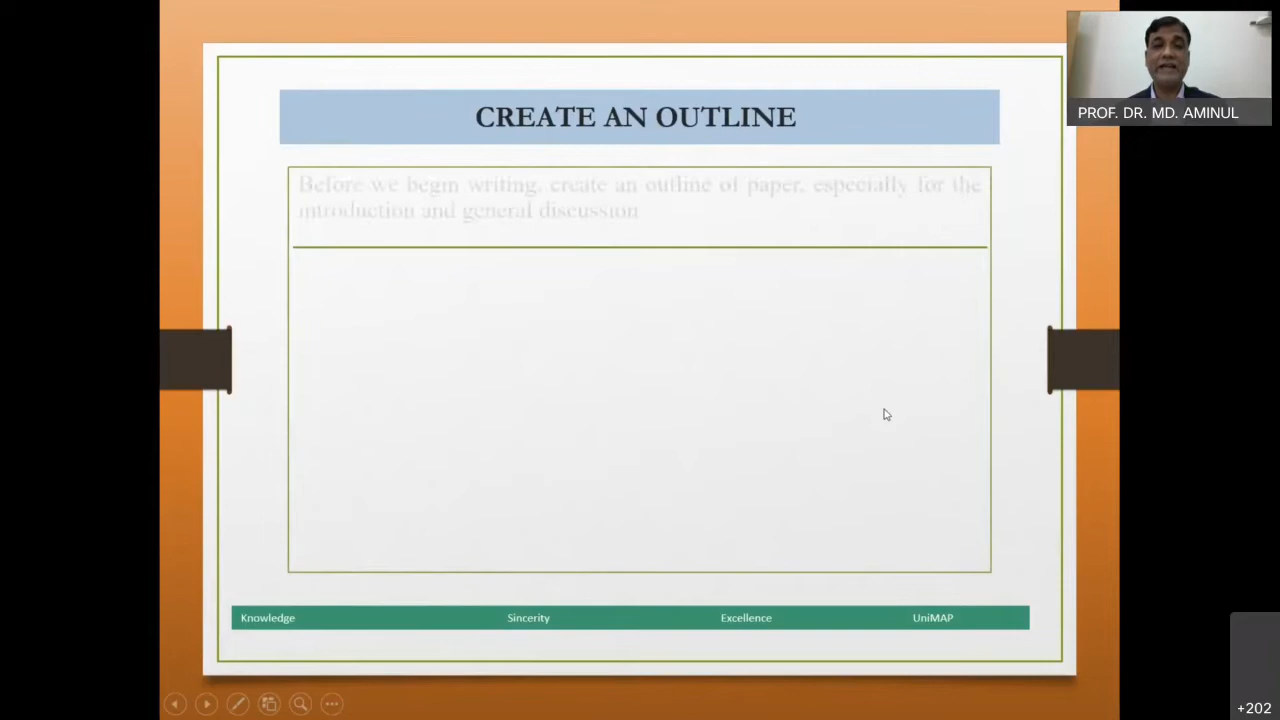 PROF. DR. MD. AMINUL
CREATE AN OUTLINE
Before we begin writing, create an outline of paper, especially for the
introduction and general discussion
Knowledge Sincerity Excellence UniMAP
+202